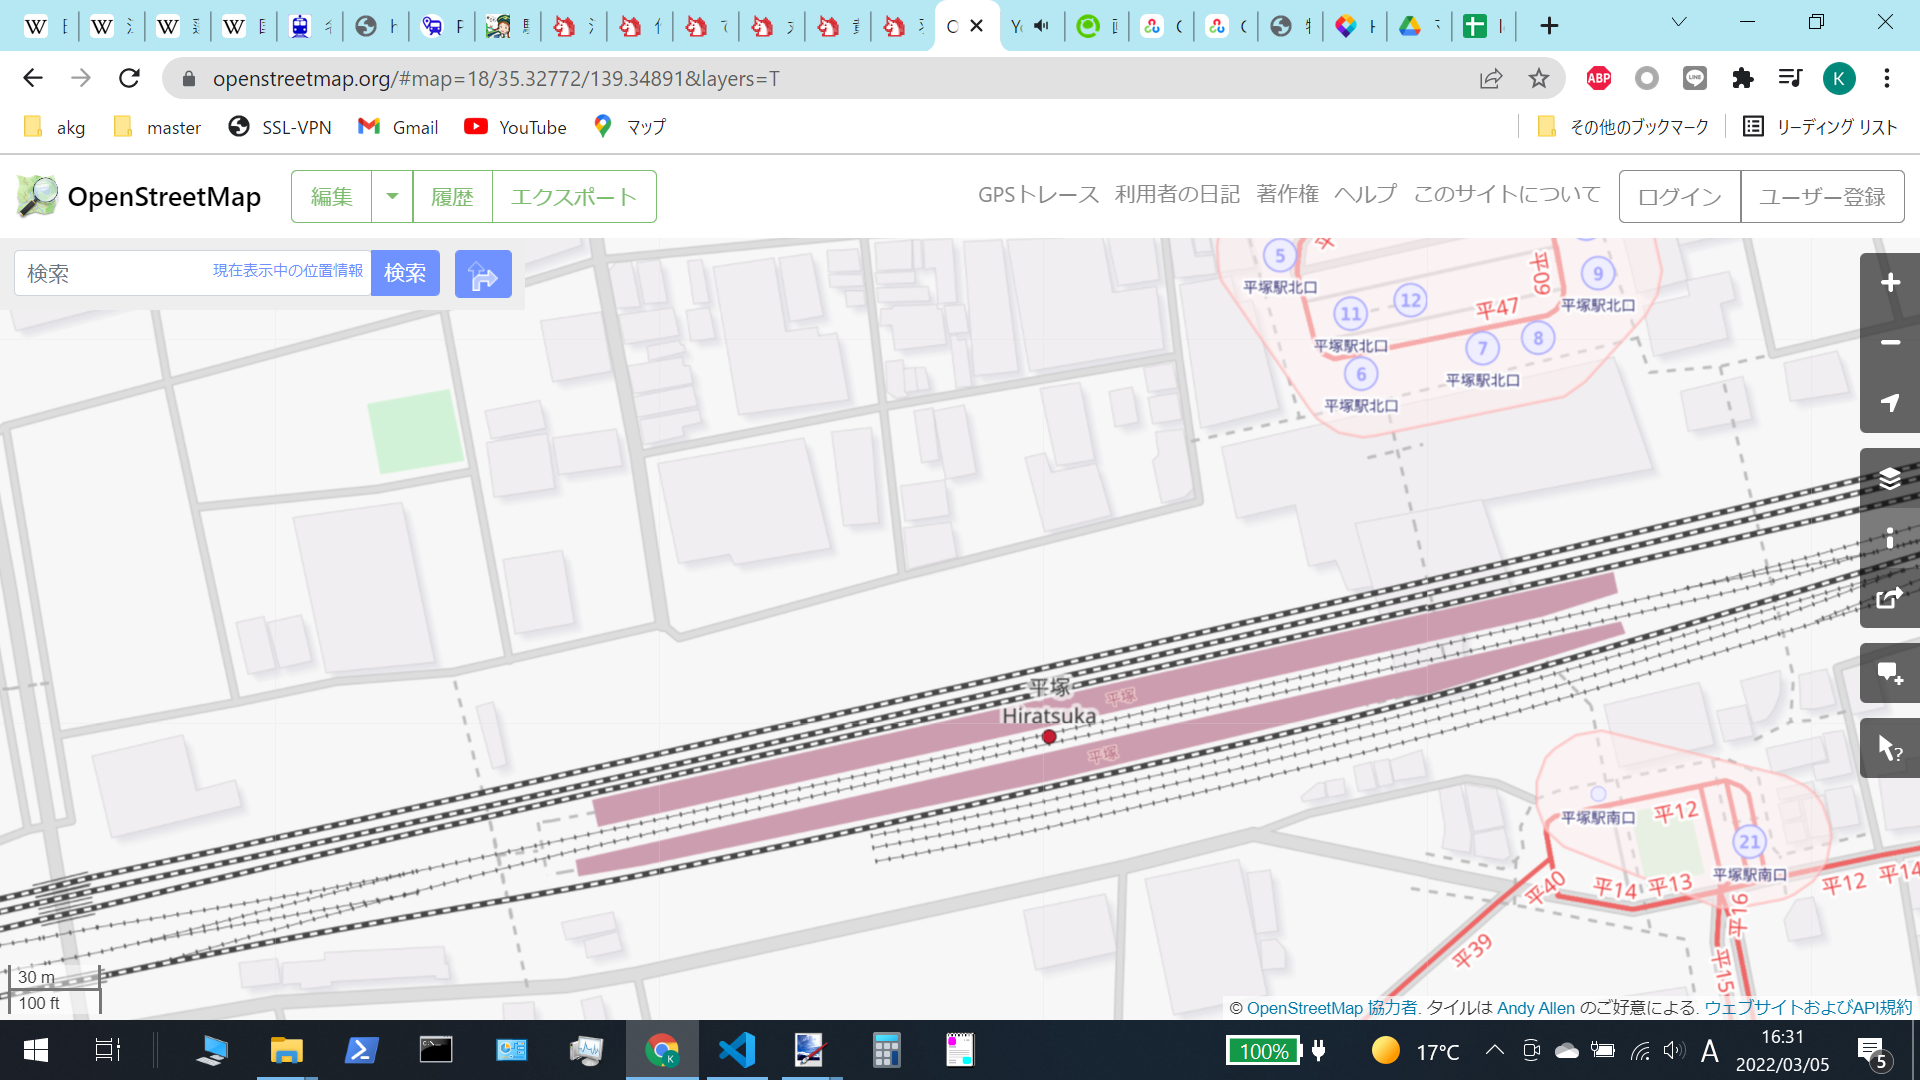 openstreetmap.org/#map=18/35.32772/139.34891&layers=T
ABP
LINE
K
akg
master
SSL-VPN
Gmail
YouTube
マップ
その他のブックマーク
リーディング リスト
OpenStreetMap
編集
履歴
エクスポート
GPSトレース
利用者の日記
著作権
ヘルプ
このサイトについて
ログイン
ユーザー登録
検索
現在表示中の位置情報
検索
5
平塚駅北口
11
平塚駅北口
12
6
平塚駅北口
平47
7
平塚駅北口
8
平09
9
平塚駅北口
平塚
Hiratsuka
平塚
平塚
平塚駅南口
平12
21
平塚駅南口
平40
平14
平13
平12
平14
平39
平16
平15
30 m
100 ft
© OpenStreetMap 協力者. タイルは Andy Allen のご好意による. ウェブサイトおよびAPI規約
100%
17°C
A
16:31
2022/03/05
5